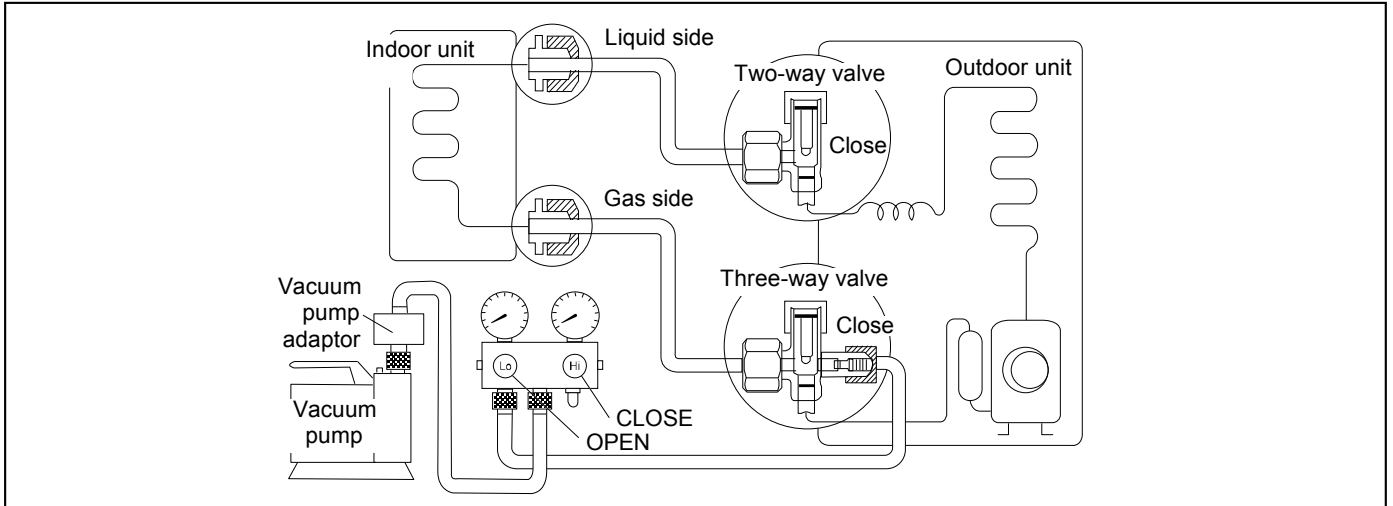 Indoor unit
Liquid side
Two-way valve
Outdoor unit
Close
Gas side
Three-way valve
Close
Vacuum
pump
adaptor
Lo
Hi
Vacuum
pump
CLOSE
OPEN